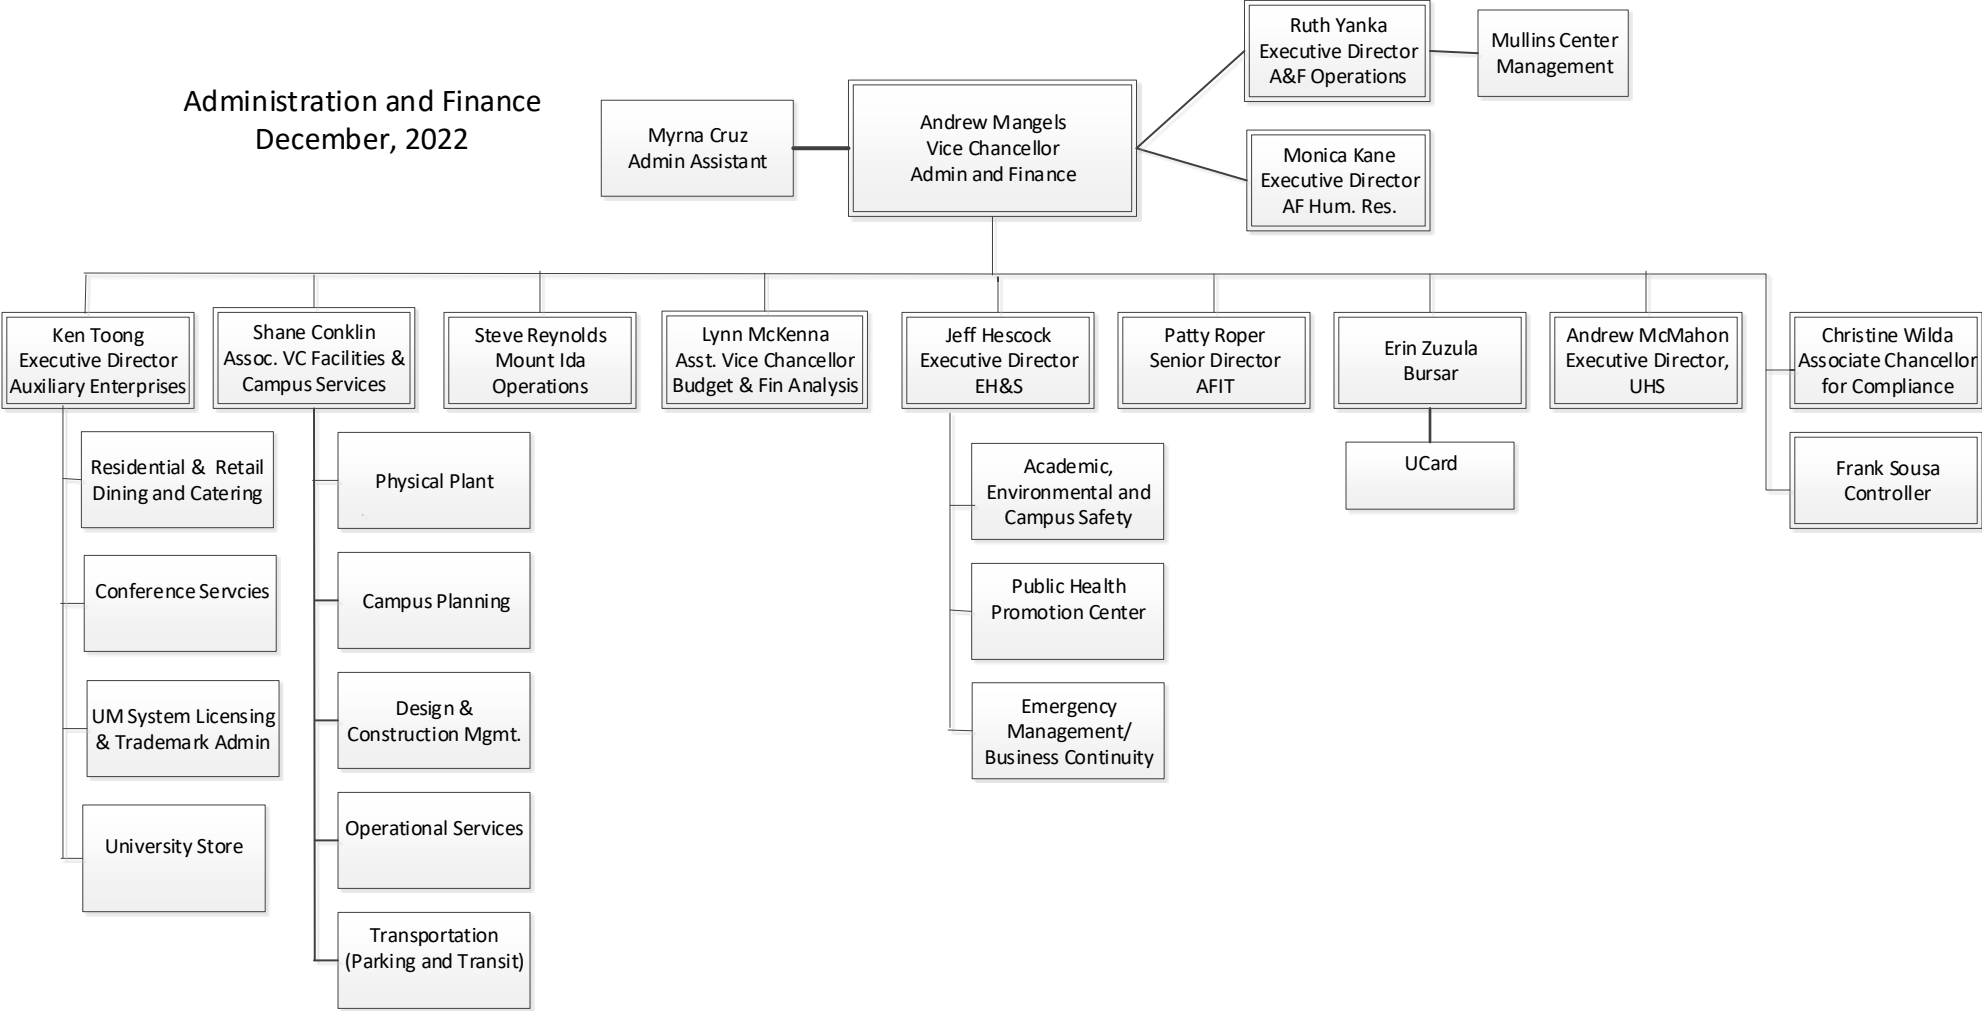 Administration and Finance
December, 2022
Myrna Cruz
Admin Assistant
Andrew Mangels
Vice Chancellor
Admin and Finance
Ruth Yanka
Executive Director
A&F Operations
Mullins Center
Management
Monica Kane
Executive Director
AF Hum. Res.
Ken Toong
Executive Director
Auxiliary Enterprises
Shane Conklin
Assoc. VC Facilities &
Campus Services
Steve Reynolds
Mount Ida
Operations
Lynn McKenna
Asst. Vice Chancellor
Budget & Fin Analysis
Jeff Hescock
Executive Director
EH&S
Patty Roper
Senior Director
AFIT
Erin Zuzula
Bursar
Andrew McMahon
Executive Director,
UHS
Christine Wilda
Associate Chancellor
for Compliance
Residential & Retail
Dining and Catering
Conference Servcies
UM System Licensing
& Trademark Admin
University Store
Physical Plant
Campus Planning
Design &
Construction Mgmt.
Operational Services
Transportation
(Parking and Transit)
Academic,
Environmental and
Campus Safety
Public Health
Promotion Center
Emergency
Management/
Business Continuity
UCard
Frank Sousa
Controller